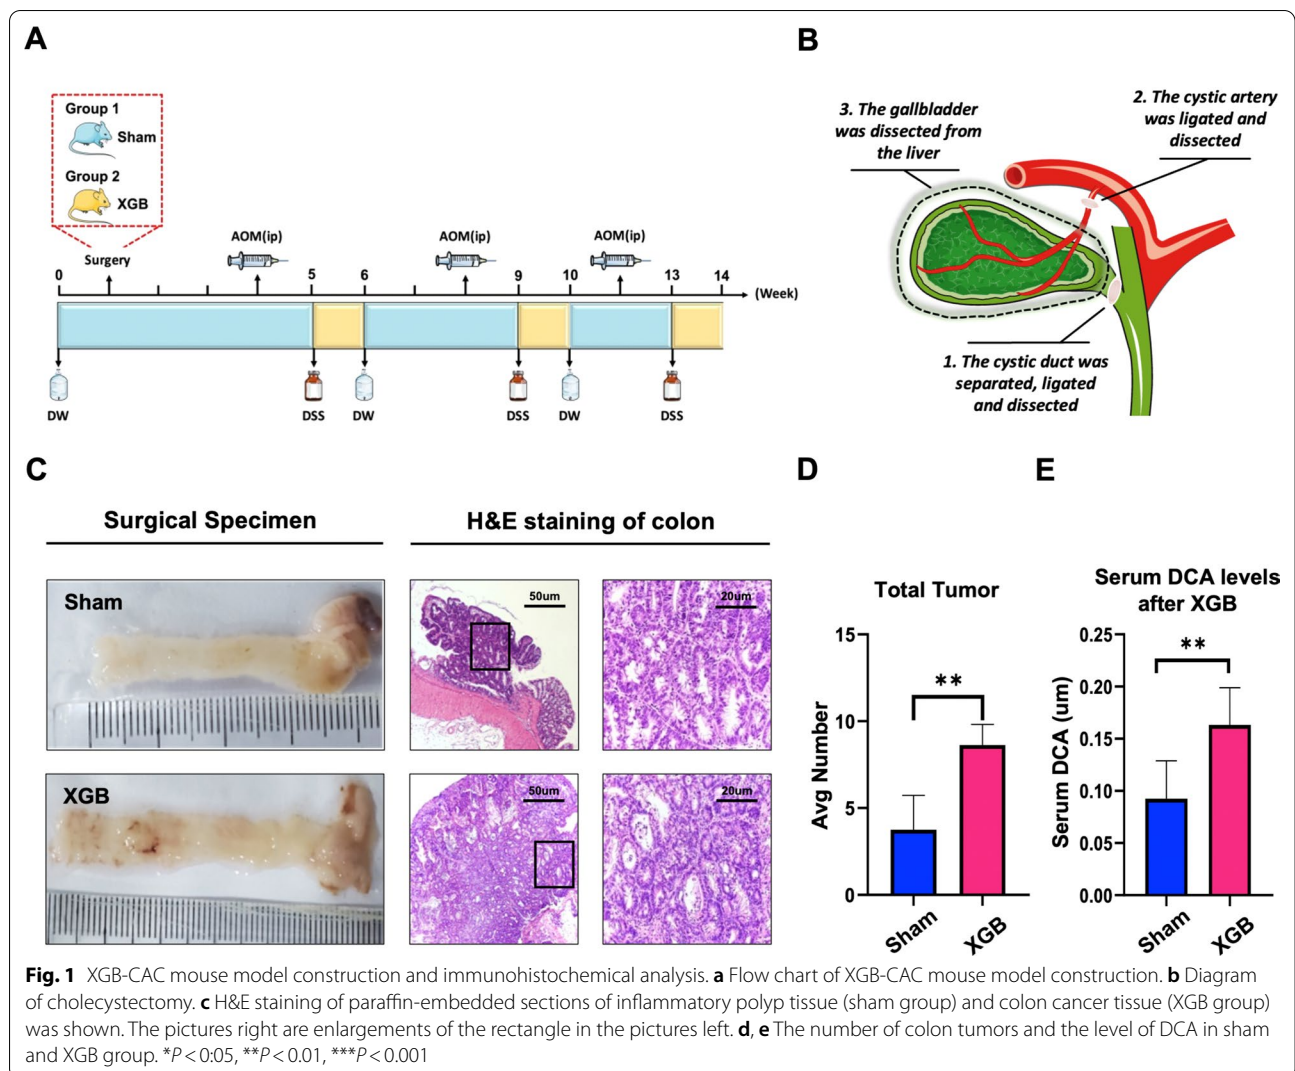 A
Group 1
Sham
Group 2
XGB
Surgery
AOM(ip)
AOM(ip)
AOM(ip)
0
5
6
9
10
13
14
(Week)
DW
DSS
DW
DSS
DW
DSS
B
3. The gallbladder
was dissected from
the liver
2. The cystic artery
was ligated and
dissected
1. The cystic duct was
separated, ligated
and dissected
C
Surgical Specimen
H&E staining of colon
Sham
50um
20um
XGB
50um
20um
D
Total Tumor
Avg Number
15
10
5
0
**
Sham
XGB
E
Serum DCA levels
after XGB
Serum DCA (um)
0.25
0.20
0.15
0.10
0.05
0.00
**
Sham
XGB
Fig. 1 XGB-CAC mouse model construction and immunohistochemical analysis. a Flow chart of XGB-CAC mouse model construction. b Diagram
of cholecystectomy. c H&E staining of paraffin-embedded sections of inflammatory polyp tissue (sham group) and colon cancer tissue (XGB group)
was shown. The pictures right are enlargements of the rectangle in the pictures left. d, e The number of colon tumors and the level of DCA in sham
and XGB group. *P < 0:05, **P < 0.01, ***P < 0.001